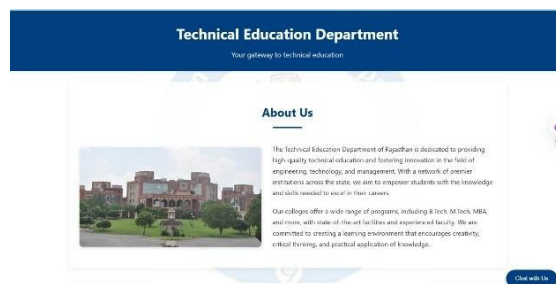 Technical Education Department
Your gateway to technical education
About Us
The Technical Education Department of Rajasthan is dedicated to providing
high-quality technical education and fostering innovation in the field of
engineering, technology, and management. With a network of premier
institutions across the state, we aim to empower students with the knowledge
and skills needed to excel in their careers.
Our colleges offer a wide range of programs, including B.Tech, M.Tech, MBA,
and more, with state-of-the-art facilities and experienced faculty. We are
committed to creating a learning environment that encourages creativity,
critical thinking, and practical application of knowledge.
Chat with Us